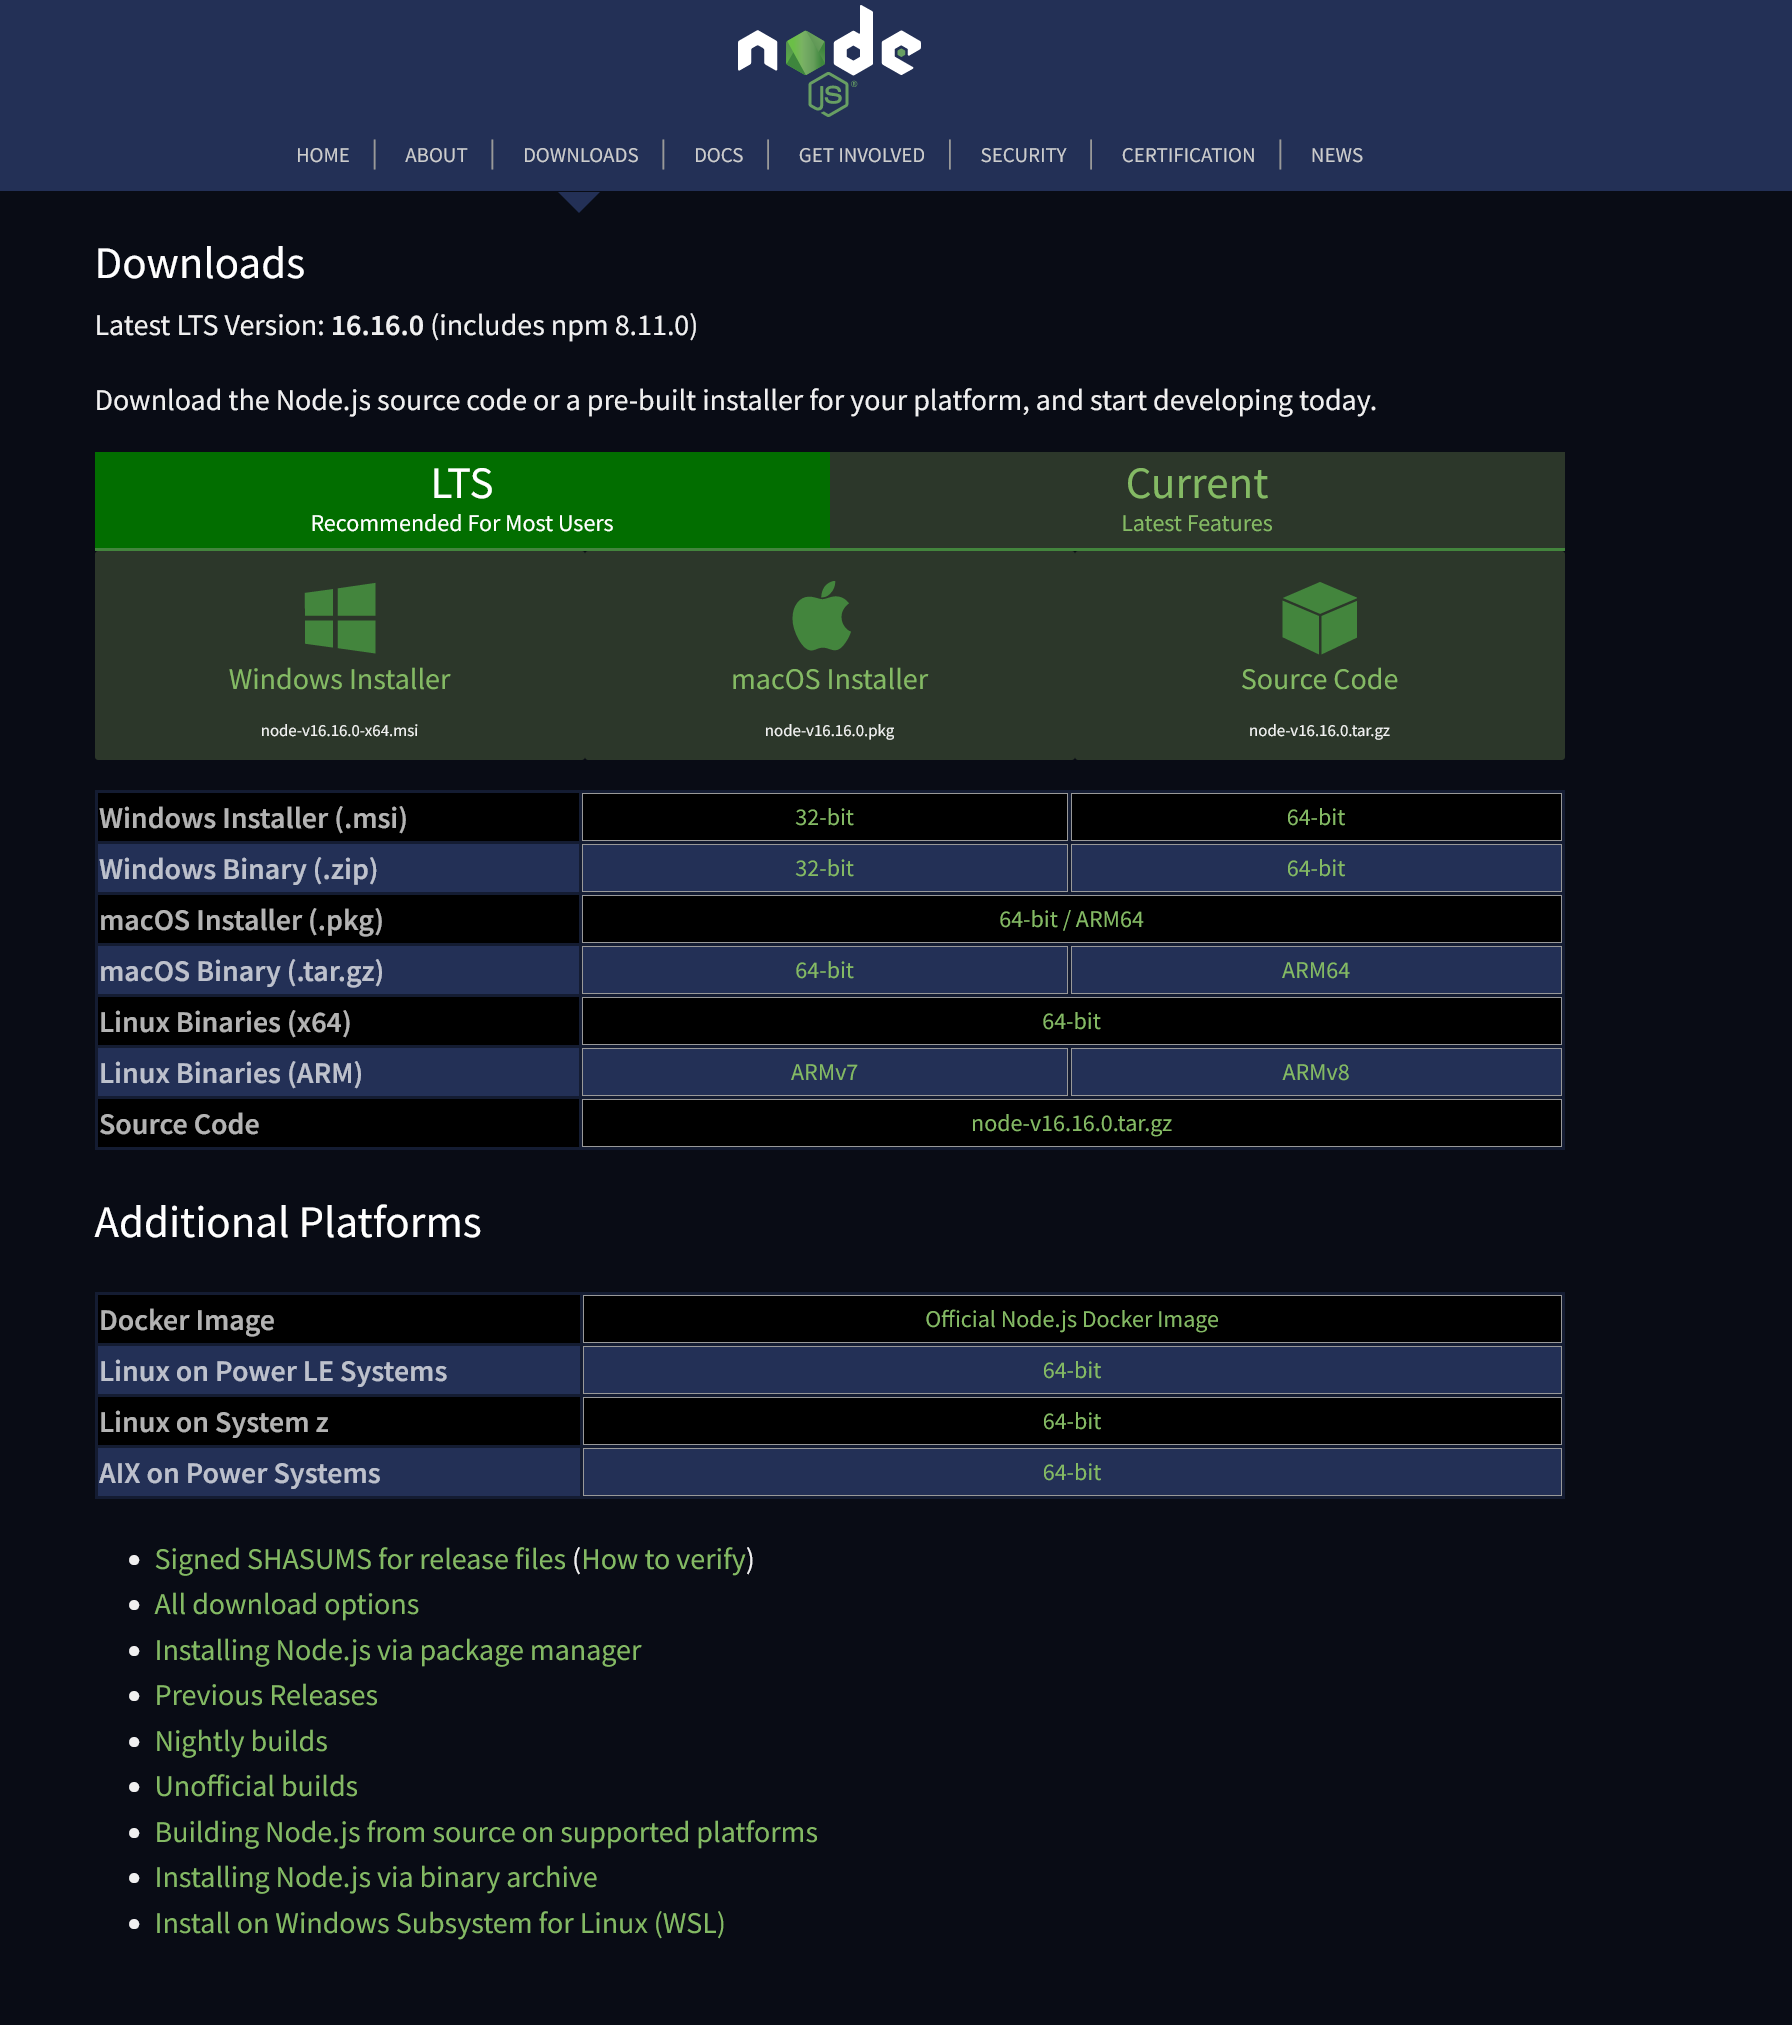 node
JS®
HOME ABOUT DOWNLOADS DOCS GET INVOLVED SECURITY CERTIFICATION NEWS
Downloads
Latest LTS Version: 16.16.0 (includes npm 8.11.0)
Download the Node.js source code or a pre-built installer for your platform, and start developing today.
LTS Current
Recommended For Most Users Latest Features
Windows Installer macOS Installer Source Code
node-v16.16.0-x64.msi node-v16.16.0.pkg node-v16.16.0.tar.gz
Windows Installer (.msi) 32-bit 64-bit
Windows Binary (.zip) 32-bit 64-bit
macOS Installer (.pkg) 64-bit / ARM64
macOS Binary (.tar.gz) 64-bit ARM64
Linux Binaries (x64) 64-bit
Linux Binaries (ARM) ARMv7 ARMv8
Source Code node-v16.16.0.tar.gz
Additional Platforms
Docker Image Official Node.js Docker Image
Linux on Power LE Systems 64-bit
Linux on System z 64-bit
AIX on Power Systems 64-bit
Signed SHASUMS for release files (How to verify)
All download options
Installing Node.js via package manager
Previous Releases
Nightly builds
Unofficial builds
Building Node.js from source on supported platforms
Installing Node.js via binary archive
Install on Windows Subsystem for Linux (WSL)